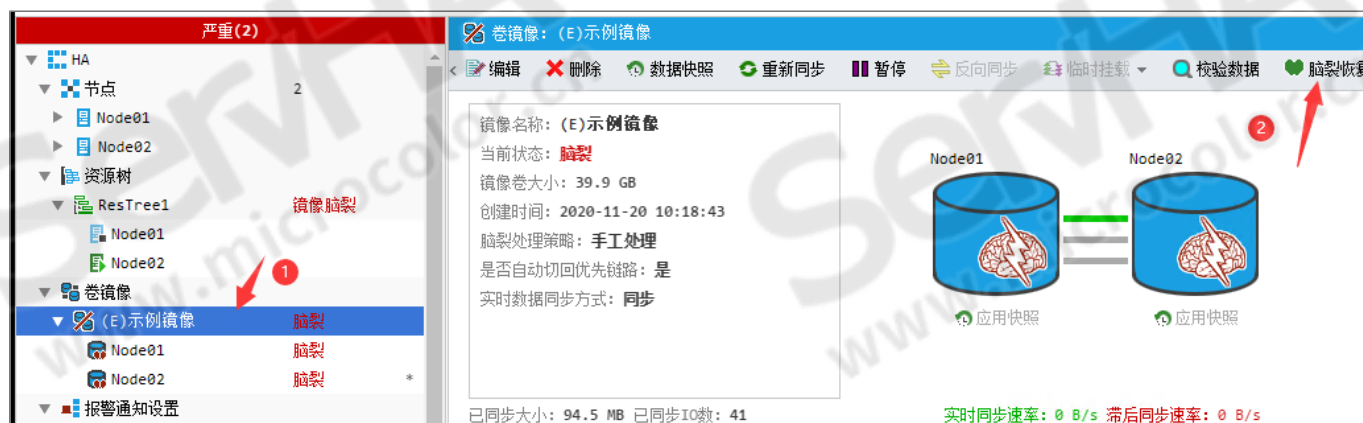 严重(2)
HA
节点 2
Node01
Node02
资源树
ResTree1 镜像脑裂
Node01
Node02
卷镜像
(E)示例镜像 脑裂
Node01 脑裂
Node02 脑裂 *
报警通知设置
1
卷镜像: (E)示例镜像
< 编辑 删除 数据快照 重新同步 暂停 反向同步 临时挂载 校验数据 脑裂恢复
镜像名称: (E)示例镜像
当前状态: 脑裂
镜像卷大小: 39.9 GB
创建时间: 2020-11-20 10:18:43
脑裂处理策略: 手工处理
是否自动切回优先链路: 是
实时数据同步方式: 同步
2
Node01 Node02
应用快照 应用快照
已同步大小: 94.5 MB 已同步IO数: 41
实时同步速率: 0 B/s 滞后同步速率: 0 B/s
ServHA
www.microcolor.cn